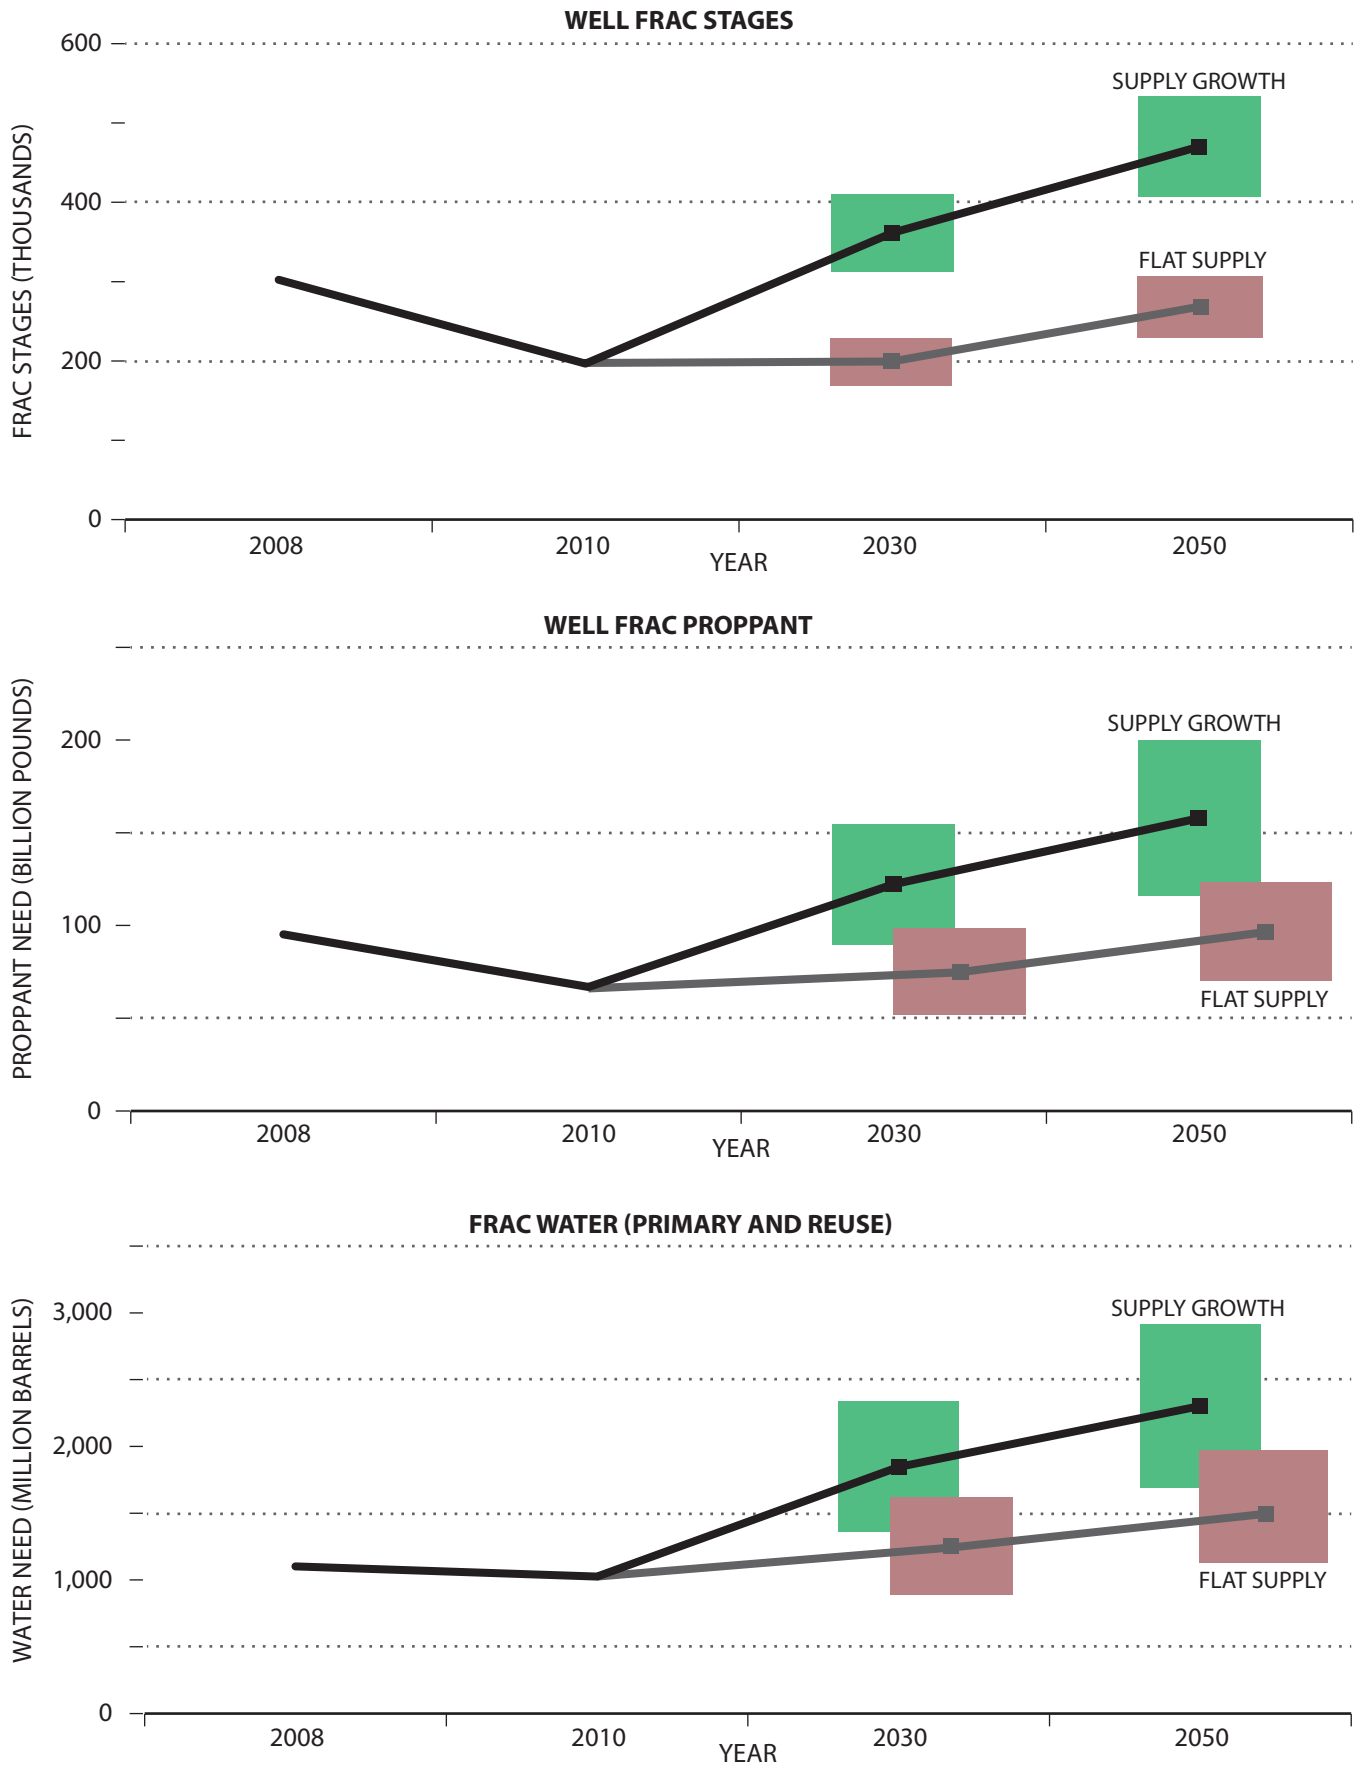 WELL FRAC STAGES
600
SUPPLY GROWTH
400
FLAT SUPPLY
200
0
FRAC STAGES (THOUSANDS)
2008 2010 2030 2050
YEAR
WELL FRAC PROPPANT
SUPPLY GROWTH
200
100
FLAT SUPPLY
0
PROPPANT NEED (BILLION POUNDS)
2008 2010 2030 2050
YEAR
FRAC WATER (PRIMARY AND REUSE)
SUPPLY GROWTH
3,000
2,000
1,000
FLAT SUPPLY
0
WATER NEED (MILLION BARRELS)
2008 2010 2030 2050
YEAR